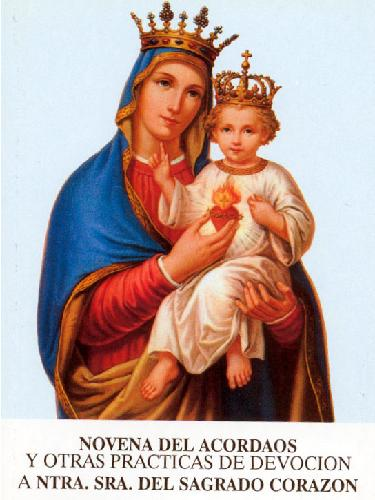 NOVENA DEL ACORDAOS
Y OTRAS PRACTICAS DE DEVOCION
A NTRA. SRA. DEL SAGRADO CORAZON